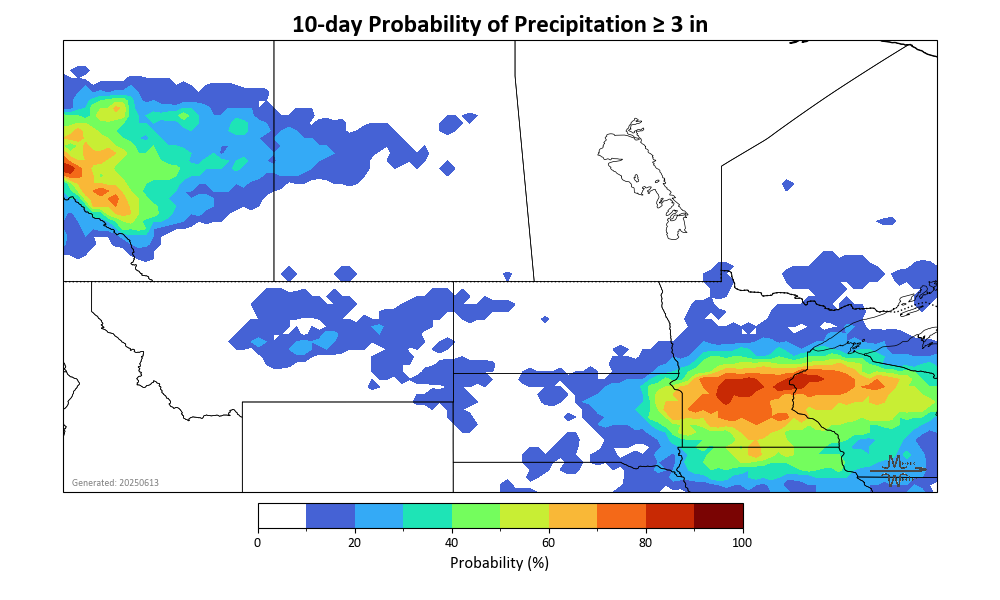 10-day Probability of Precipitation ≥ 3 in
Generated: 20250613
0 20 40 60 80 100
Probability (%)